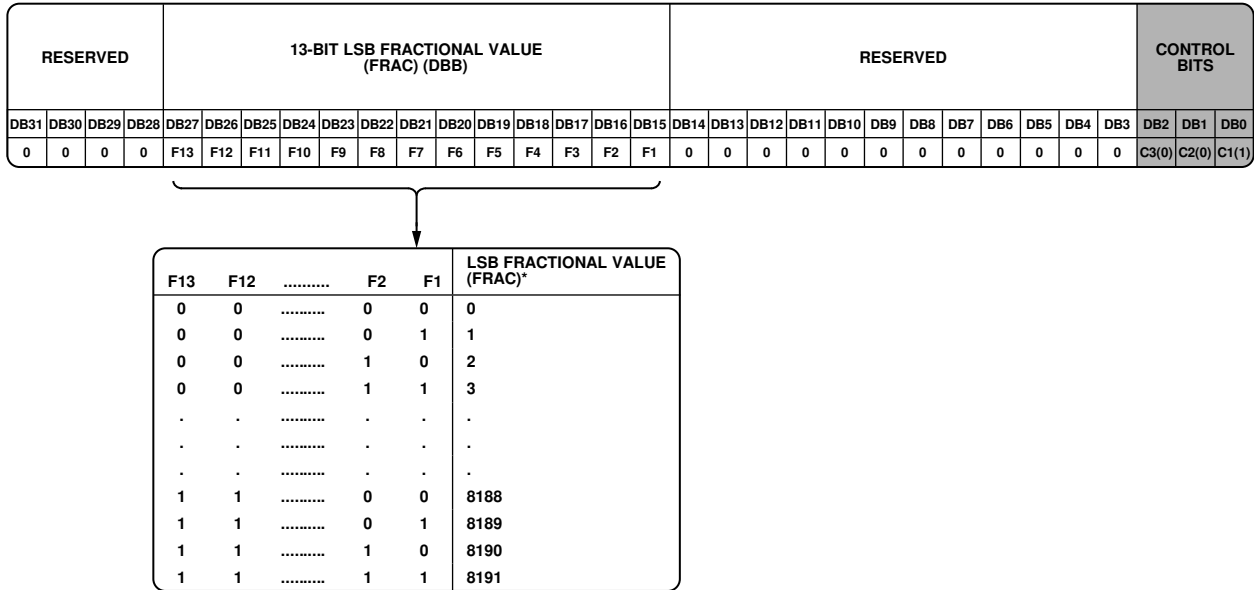 RESERVED
13-BIT LSB FRACTIONAL VALUE
(FRAC) (DBB)
RESERVED
CONTROL
BITS
DB31 DB30 DB29 DB28 DB27 DB26 DB25 DB24 DB23 DB22 DB21 DB20 DB19 DB18 DB17 DB16 DB15 DB14 DB13 DB12 DB11 DB10 DB9 DB8 DB7 DB6 DB5 DB4 DB3 DB2 DB1 DB0
0 0 0 0 F13 F12 F11 F10 F9 F8 F7 F6 F5 F4 F3 F2 F1 0 0 0 0 0 0 0 0 0 0 0 0 C3(0) C2(0) C1(1)
F13 F12 .......... F2 F1 LSB FRACTIONAL VALUE
(FRAC)*
0 0 .......... 0 0 0
0 0 .......... 0 1 1
0 0 .......... 1 0 2
0 0 .......... 1 1 3
. . .......... . . .
. . .......... . . .
. . .......... . . .
1 1 .......... 0 0 8188
1 1 .......... 0 1 8189
1 1 .......... 1 0 8190
1 1 .......... 1 1 8191